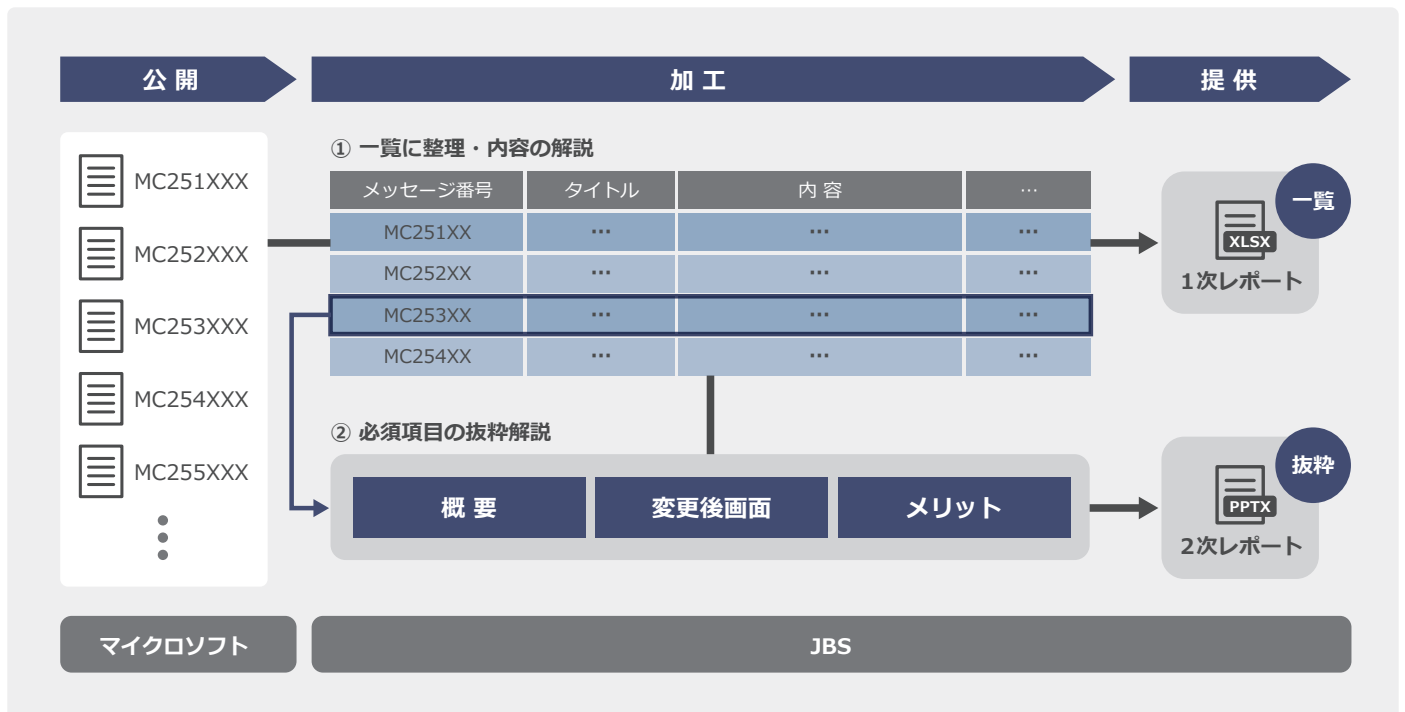 公開
加工
提供
MC251XXX
MC252XXX
MC253XXX
MC254XXX
MC255XXX
① 一覧に整理・内容の解説
メッセージ番号 タイトル 内容 …
MC251XX … … …
MC252XX … … …
MC253XX … … …
MC254XX … … …
② 必須項目の抜粋解説
概要 変更後画面 メリット
一覧
XLSX
1次レポート
抜粋
PPTX
2次レポート
マイクロソフト
JBS